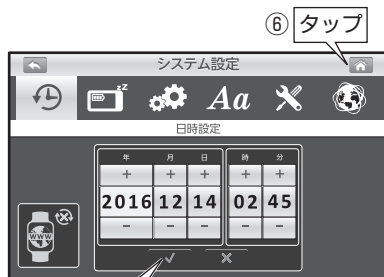 ⑥ タップ
システム設定
zZ
Aa
日時設定
年 月 日 時 分
+ + + + +
2016 12 14 02 45
- - - - -
WWW